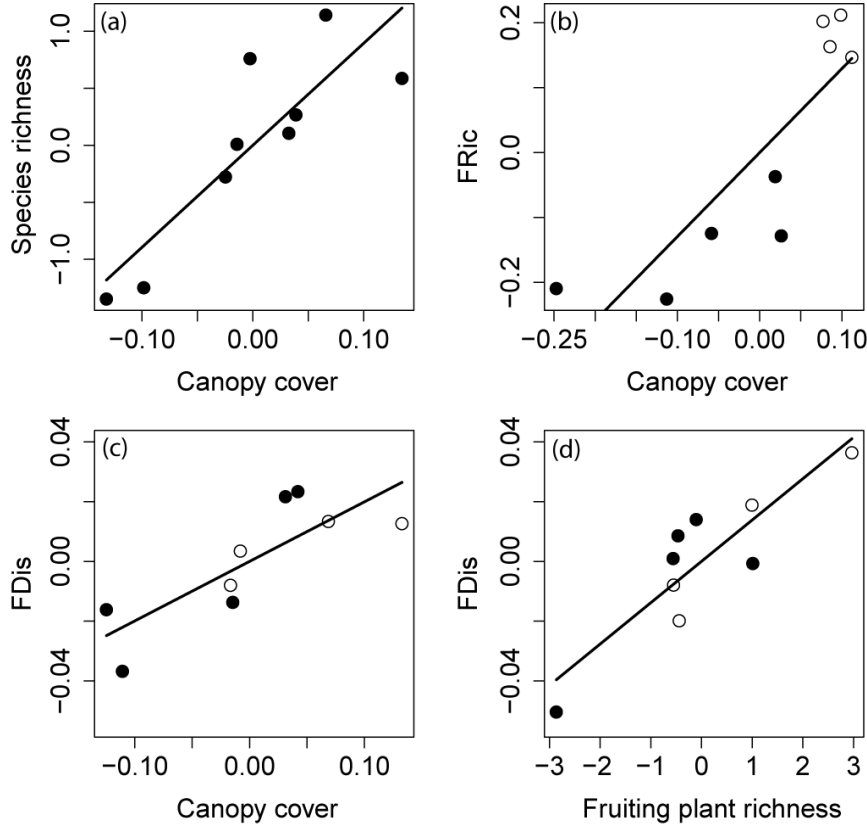 (a)
Species richness
1.0
0.0
−1.0
−0.10
0.00
0.10
Canopy cover
(b)
FRic
0.2
0.0
−0.2
−0.25
−0.10
0.00
0.10
Canopy cover
(c)
FDis
0.04
0.00
−0.04
−0.10
0.00
0.10
Canopy cover
(d)
FDis
0.04
0.00
−0.04
−3
−2
−1
0
1
2
3
Fruiting plant richness